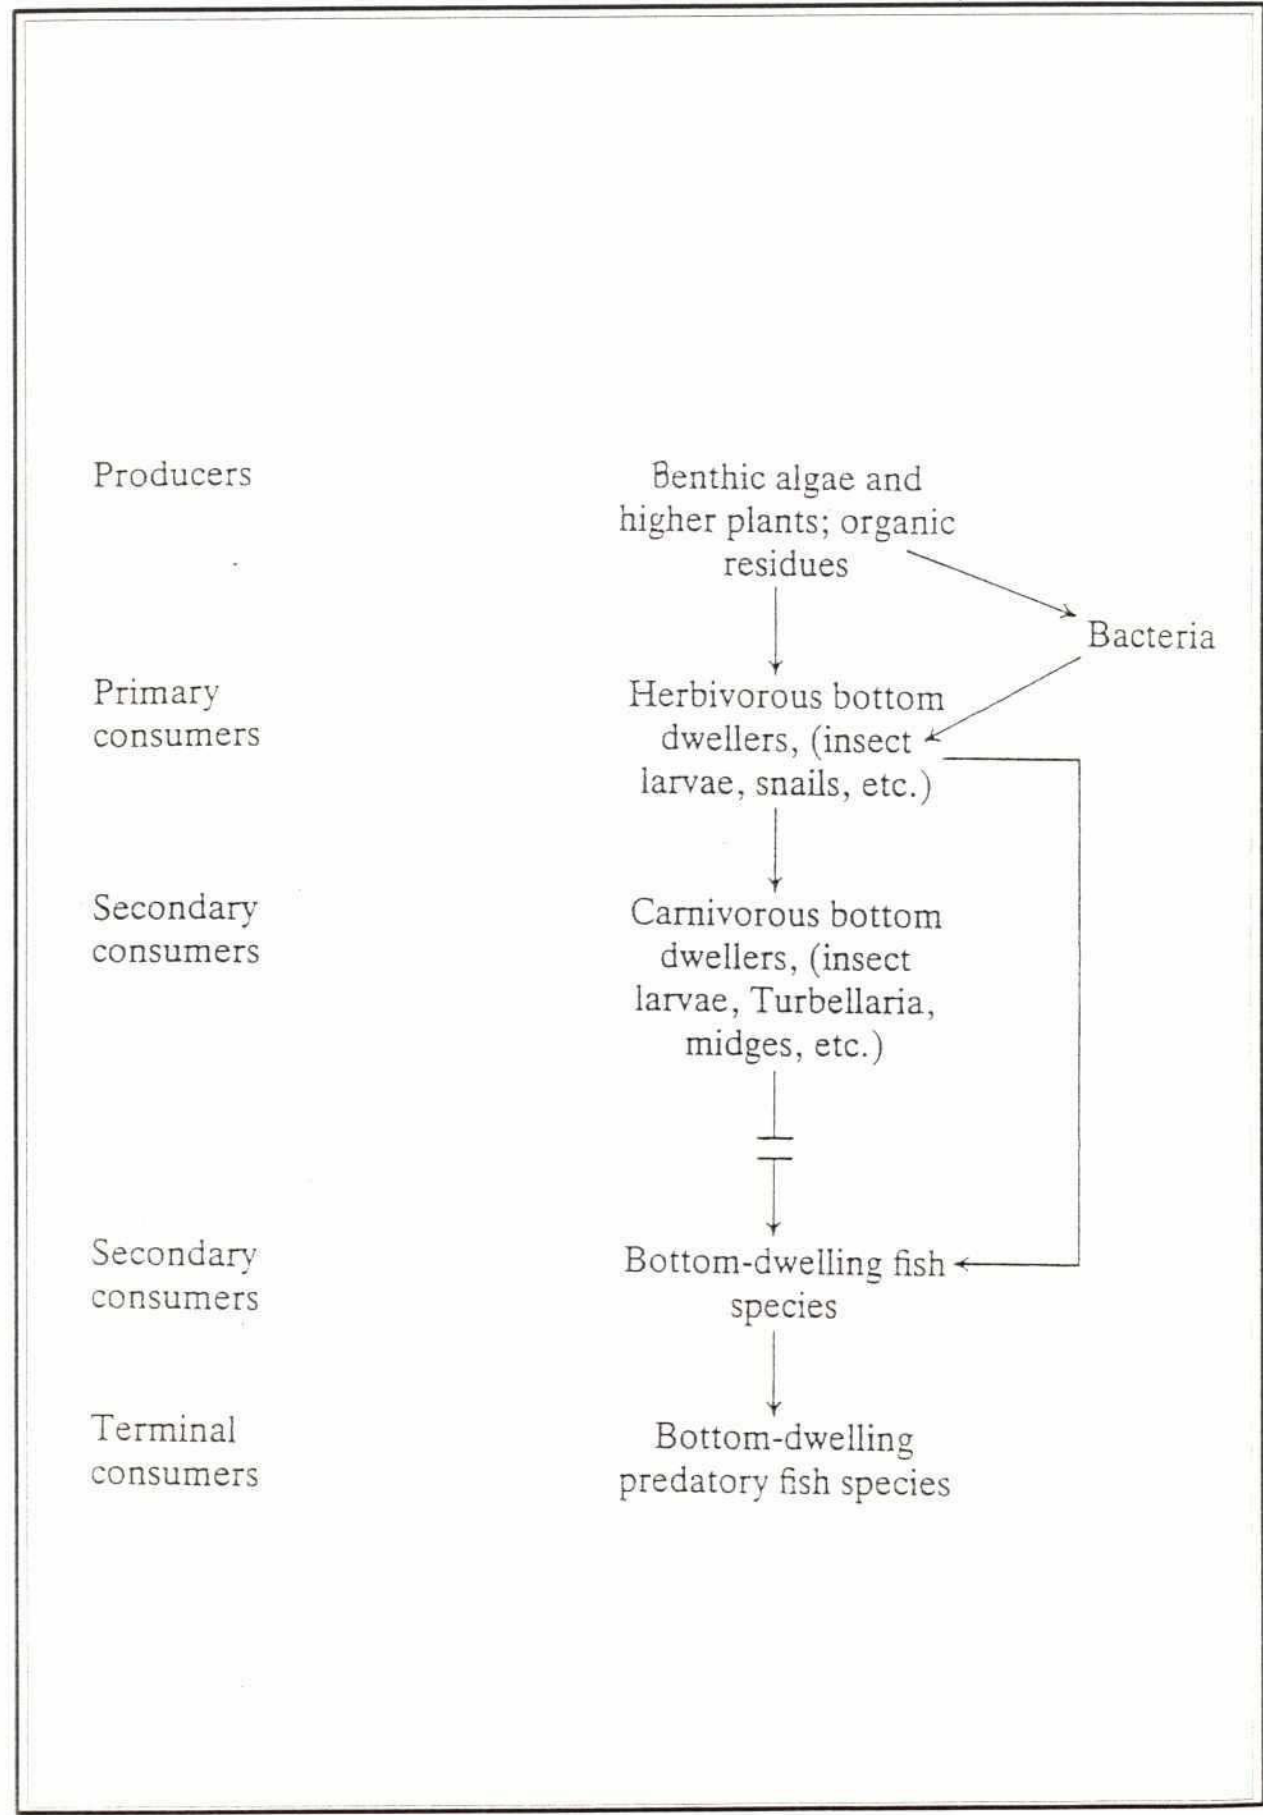 Producers
Benthic algae and
higher plants; organic
residues
Bacteria
Primary
consumers
Herbivorous bottom
dwellers, (insect
larvae, snails, etc.)
Secondary
consumers
Carnivorous bottom
dwellers, (insect
larvae, Turbellaria,
midges, etc.)
Secondary
consumers
Bottom-dwelling fish
species
Terminal
consumers
Bottom-dwelling
predatory fish species